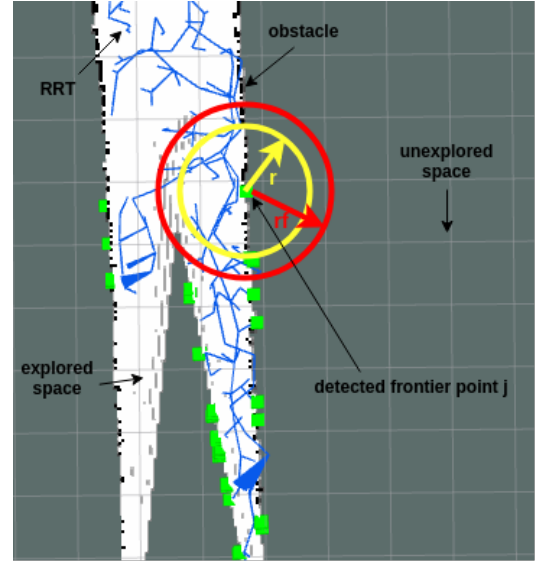 obstacle
RRT
unexplored
space
r
rf
explored
space
detected frontier point j